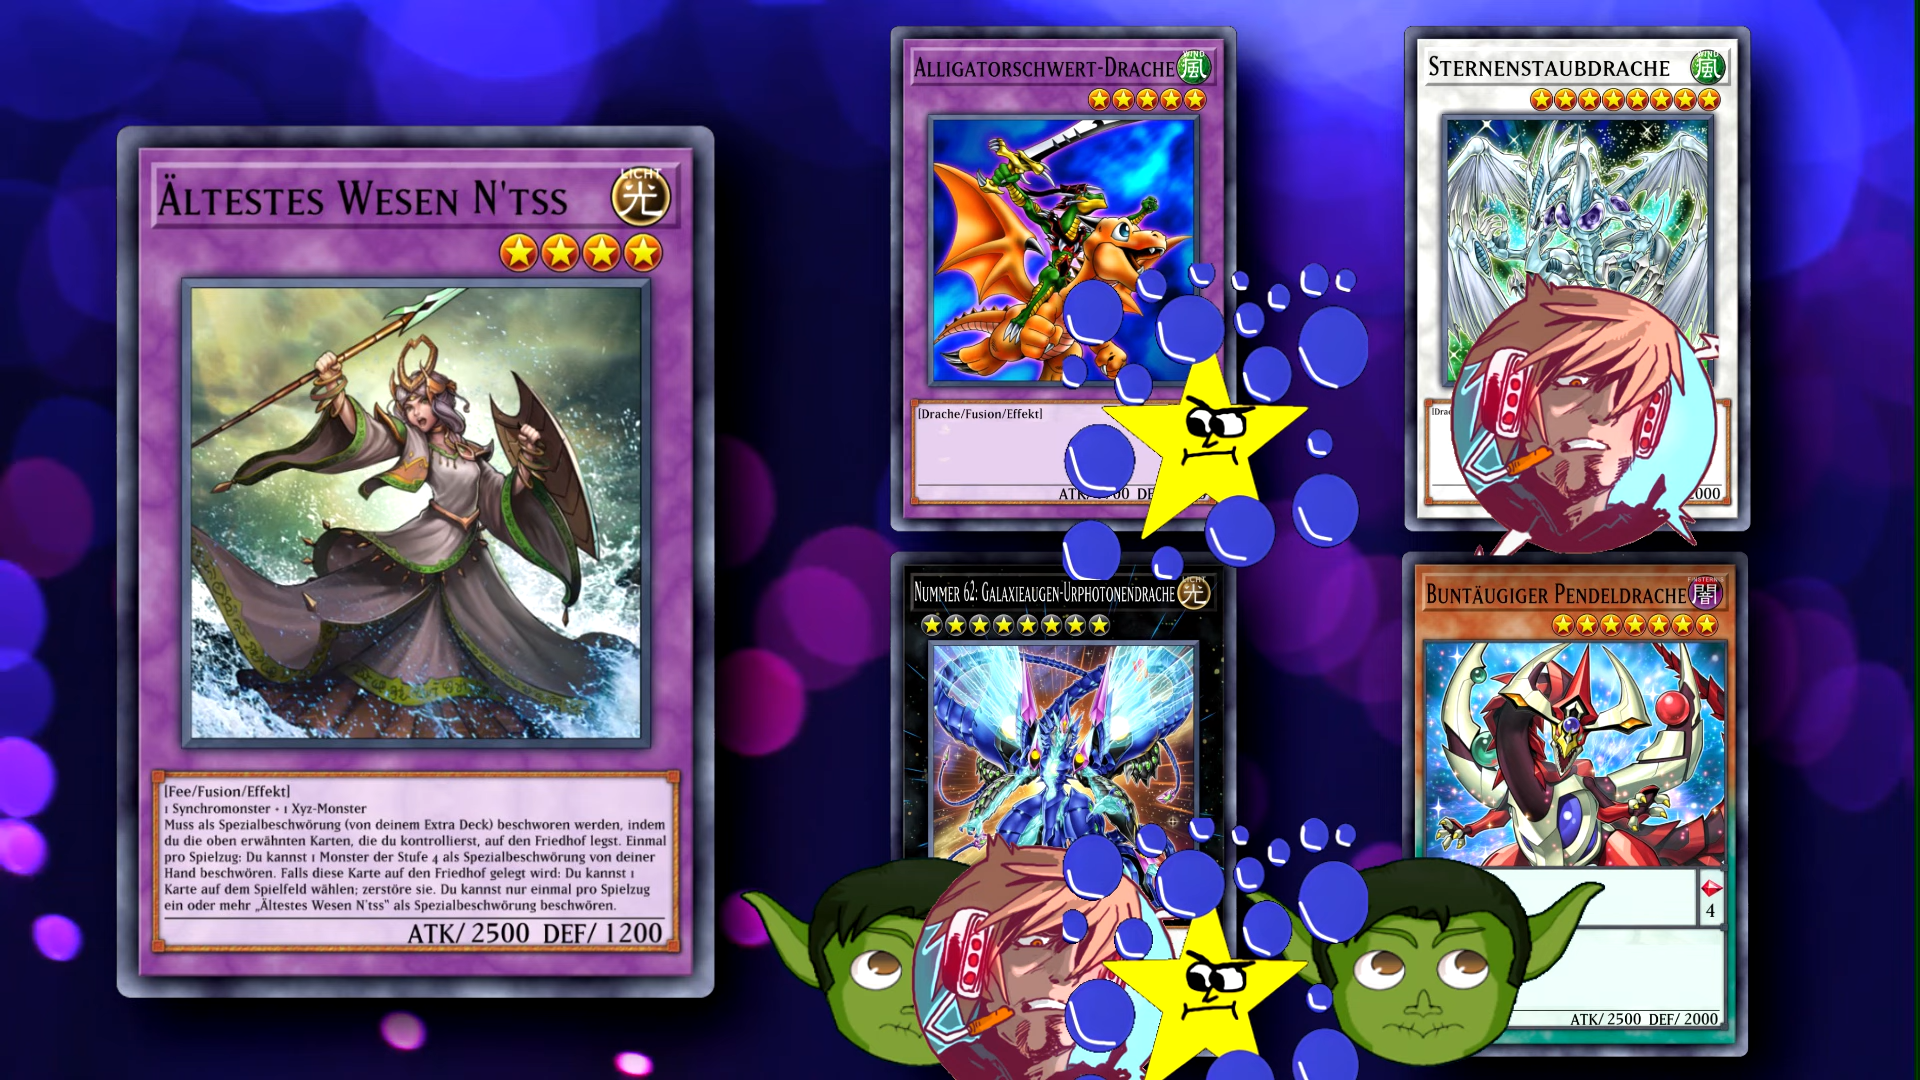 Ältestes Wesen N'tss
LICHT
光
[Fee/Fusion/Effekt]
1 Synchromonster + 1 Xyz-Monster
Muss als Spezialbeschwörung (von deinem Extra Deck) beschworen werden, indem
du die oben erwähnten Karten, die du kontrollierst, auf den Friedhof legst. Einmal
pro Spielzug: Du kannst 1 Monster der Stufe 4 als Spezialbeschwörung von deiner
Hand beschwören. Falls diese Karte auf den Friedhof gelegt wird: Du kannst 1
Karte auf dem Spielfeld wählen; zerstöre sie. Du kannst nur einmal pro Spielzug
ein oder mehr „Ältestes Wesen N'tss" als Spezialbeschwörung beschwören.
ATK/ 2500 DEF/ 1200
Alligatorschwert-Drache
WIND
風
[Drache/Fusion/Effekt]
Sternenstaubdrache
WIND
風
Nummer 62: Galaxieaugen-Urphotonendrache
LICHT
光
Buntäugiger Pendeldrache
FINSTERNIS
闇
4
ATK/ 2500 DEF/ 2000